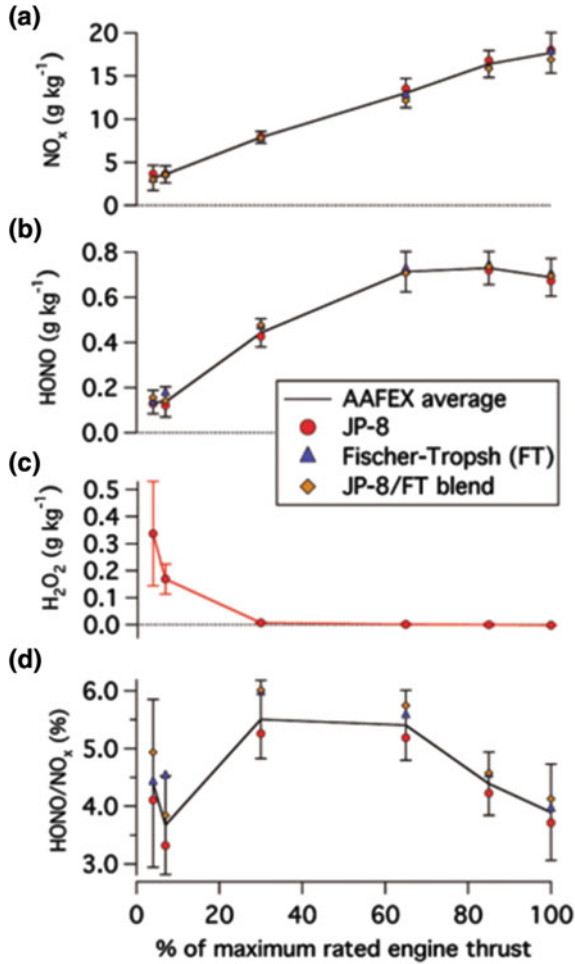 (a)
NOx (g kg-1)
20
15
10
5
0
(b)
HONO (g kg-1)
0.8
0.6
0.4
0.2
0.0
AAFEX average
JP-8
Fischer-Tropsh (FT)
JP-8/FT blend
(c)
H2O2 (g kg-1)
0.5
0.4
0.3
0.2
0.1
0.0
(d)
HONO/NOx (%)
6.0
5.0
4.0
3.0
0 20 40 60 80 100
% of maximum rated engine thrust